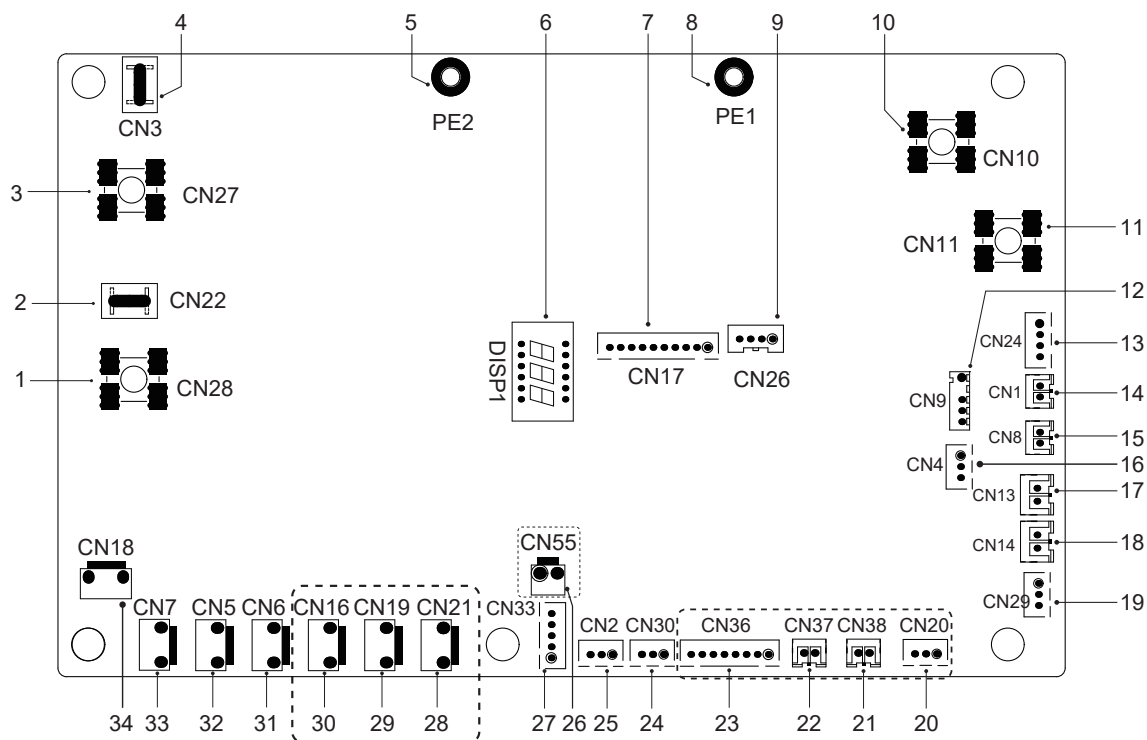 4 5 6 7 8 9 10
CN3
PE2
PE1
CN10
3
CN27
CN11
11
2
CN22
12
DISP1
CN24
13
CN17
CN26
1
CN28
CN9
CN1
14
CN8
15
CN4
16
CN13
17
CN55
CN14
18
CN18
CN33
CN29
19
CN7 CN5 CN6 CN16 CN19 CN21
CN2 CN30 CN36 CN37 CN38 CN20
34 33 32 31 30 29 28 27 26 25 24 23 22 21 20